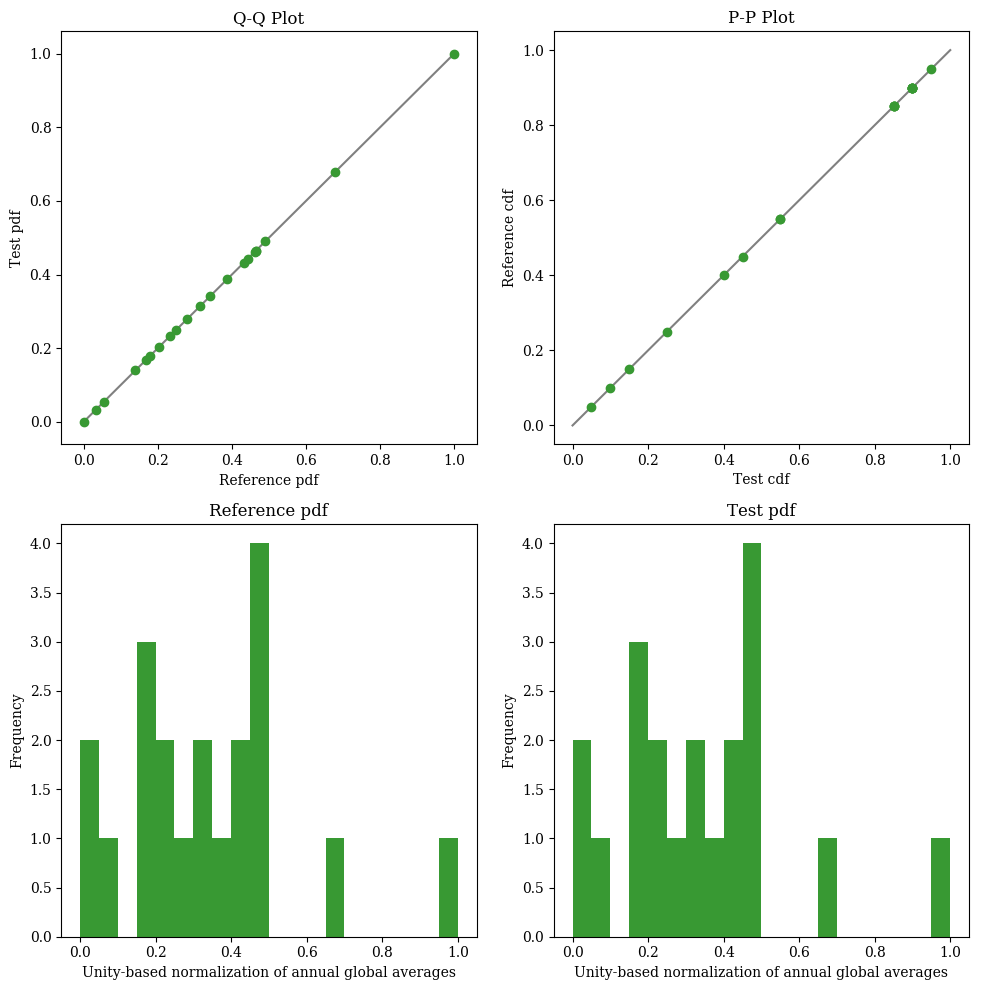 Q-Q Plot
1.0
0.8
0.6
0.4
0.2
0.0
Test pdf
0.0 0.2 0.4 0.6 0.8 1.0
Reference pdf
P-P Plot
1.0
0.8
0.6
0.4
0.2
0.0
Reference cdf
0.0 0.2 0.4 0.6 0.8 1.0
Test cdf
Reference pdf
4.0
3.5
3.0
2.5
2.0
1.5
1.0
0.5
0.0
Frequency
0.0 0.2 0.4 0.6 0.8 1.0
Unity-based normalization of annual global averages
Test pdf
4.0
3.5
3.0
2.5
2.0
1.5
1.0
0.5
0.0
Frequency
0.0 0.2 0.4 0.6 0.8 1.0
Unity-based normalization of annual global averages